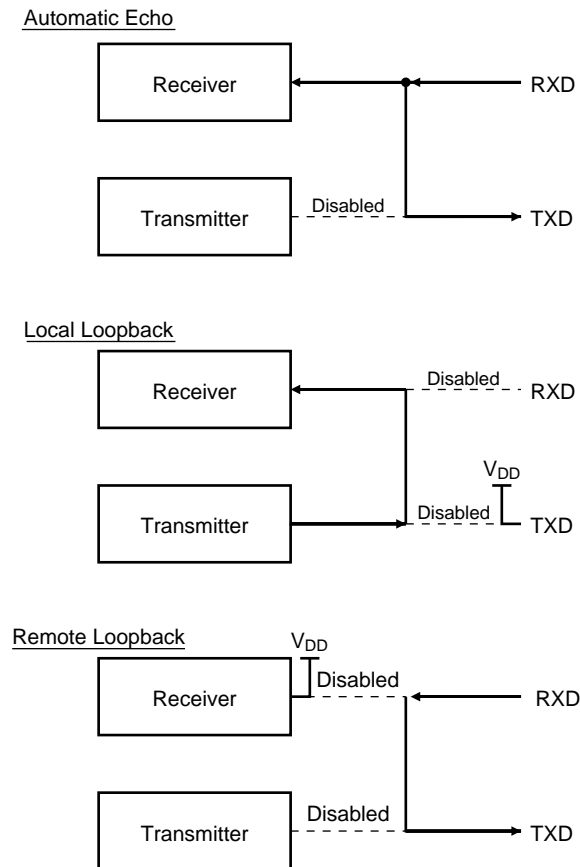 Automatic Echo
Receiver
RXD
Transmitter
Disabled
TXD
Local Loopback
Receiver
Disabled
RXD
VDD
Transmitter
Disabled
TXD
Remote Loopback
VDD
Receiver
Disabled
RXD
Transmitter
Disabled
TXD